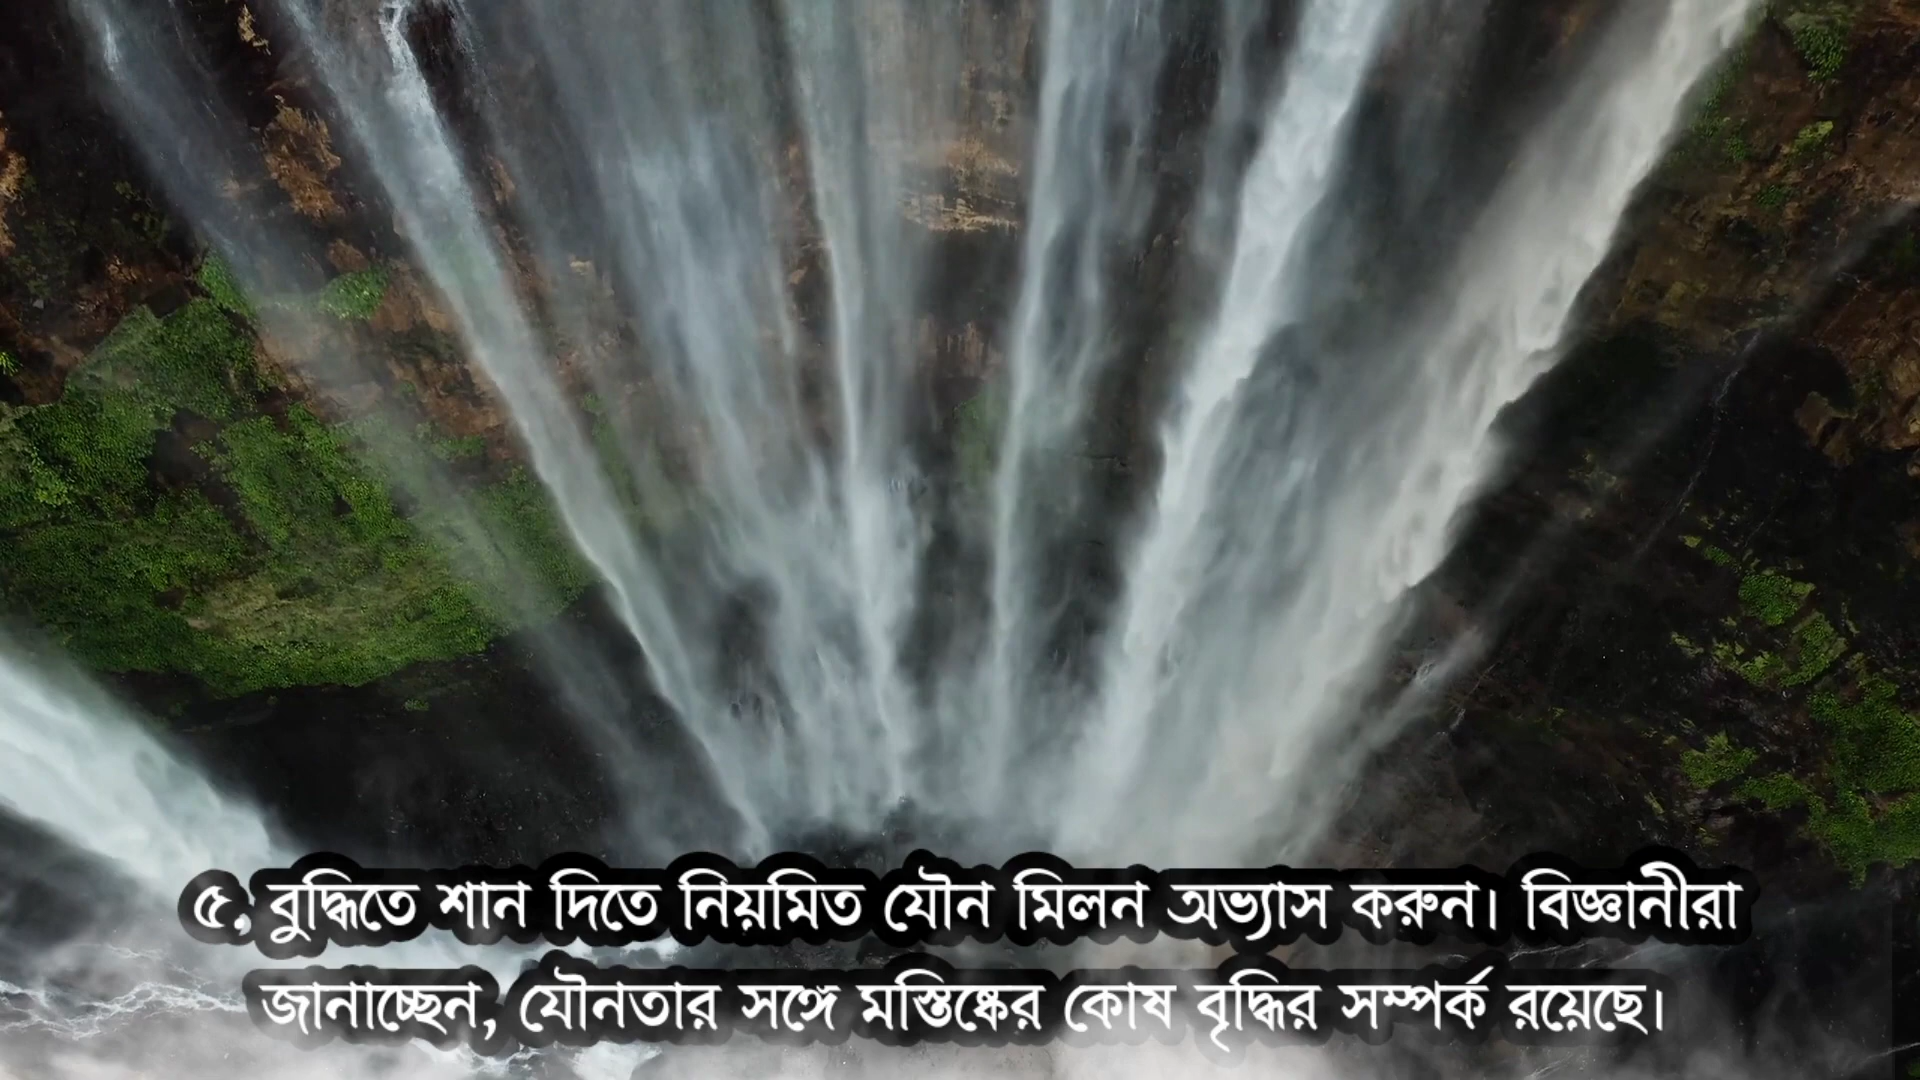 ৫, বুদ্ধিতে শান দিতে নিয়মিত যৌন মিলন অভ্যাস করুন। বিজ্ঞানীরা
জানাচ্ছেন, যৌনতার সঙ্গে মস্তিষ্কের কোষ বৃদ্ধির সম্পর্ক রয়েছে।